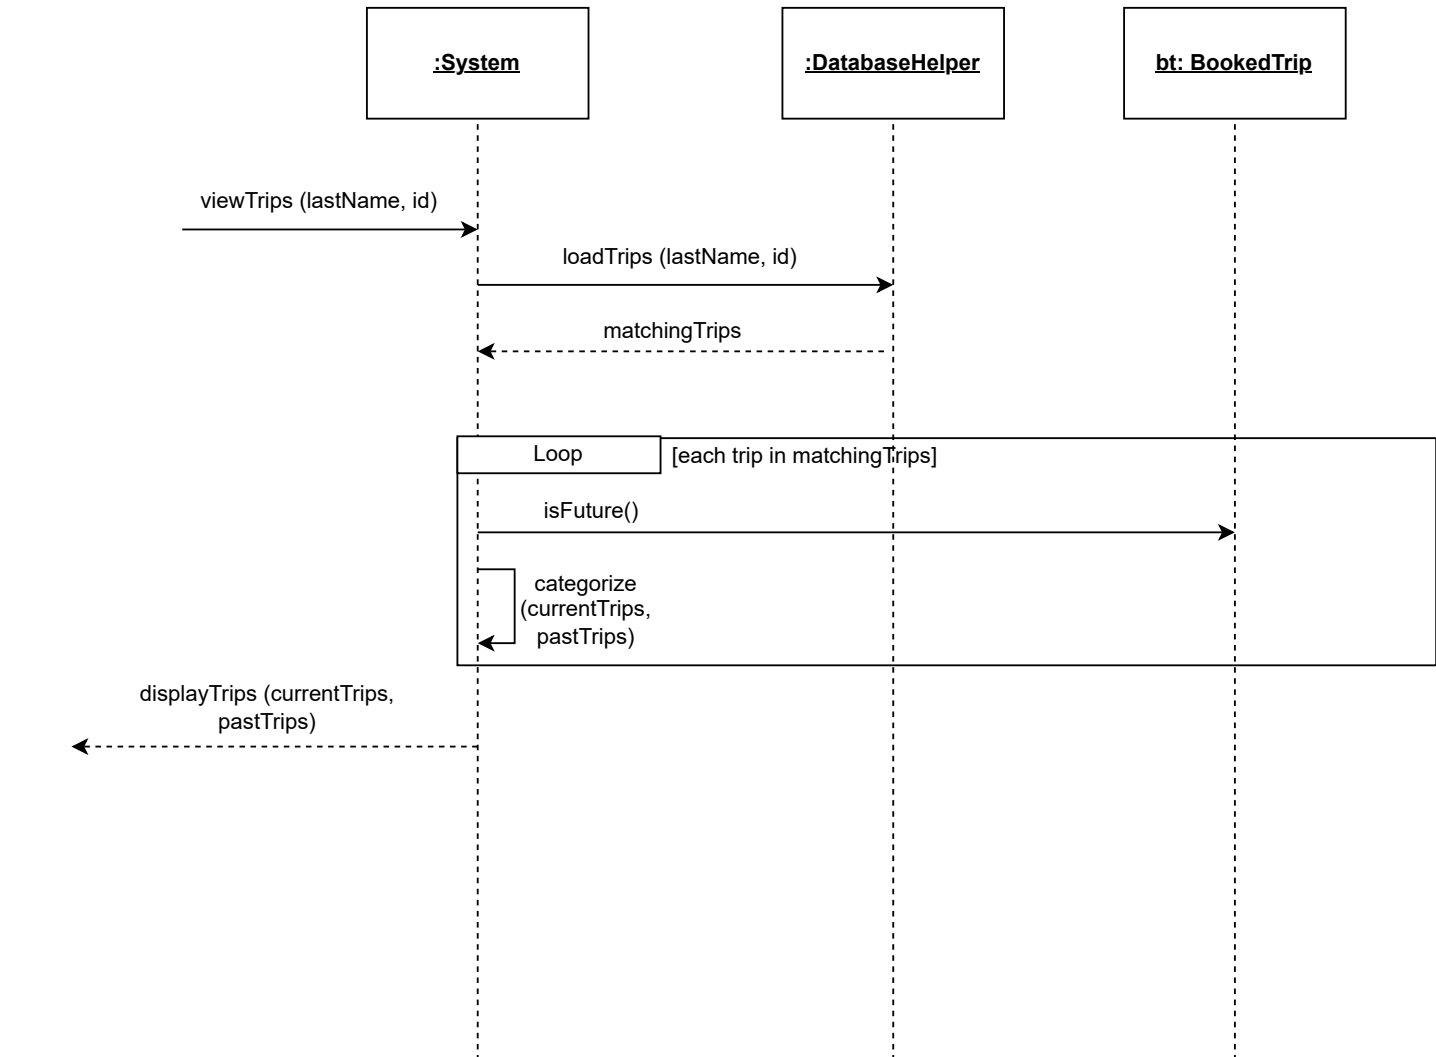 :System
:DatabaseHelper
bt: BookedTrip
viewTrips (lastName, id)
loadTrips (lastName, id)
matchingTrips
Loop
[each trip in matchingTrips]
isFuture()
categorize
(currentTrips,
pastTrips)
displayTrips (currentTrips,
pastTrips)